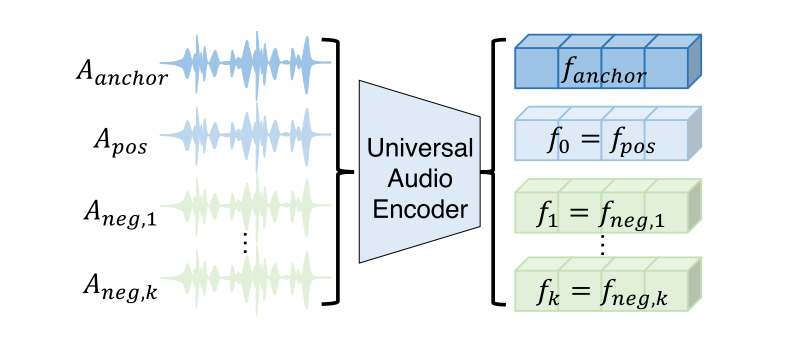 A_anchor
A_pos
A_neg,1
⋮
A_neg,k
Universal
Audio
Encoder
f_anchor
f_0 = f_pos
f_1 = f_neg,1
⋮
f_k = f_neg,k